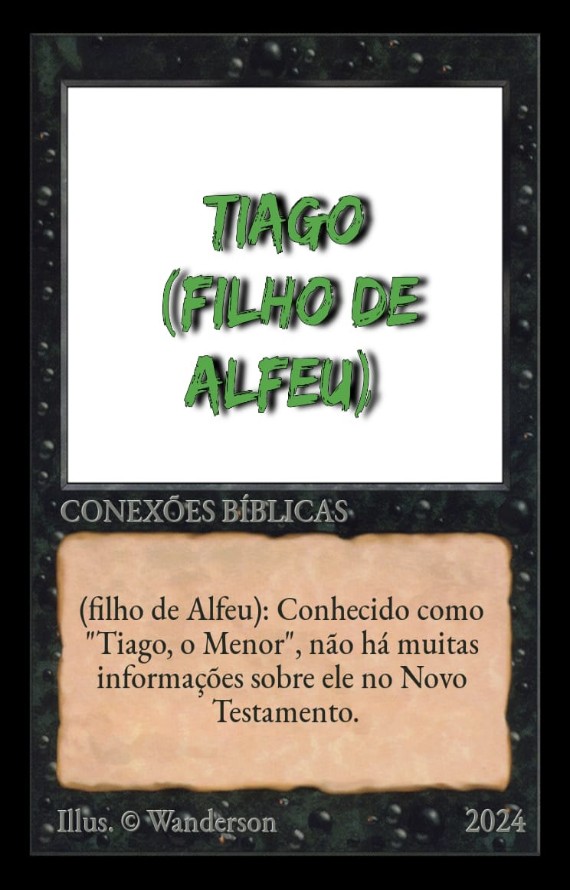 TIAGO
(FILHO DE
ALFEU)
CONEXÕES BÍBLICAS
(filho de Alfeu): Conhecido como
"Tiago, o Menor", não há muitas
informações sobre ele no Novo
Testamento.
Illus. © Wanderson
2024